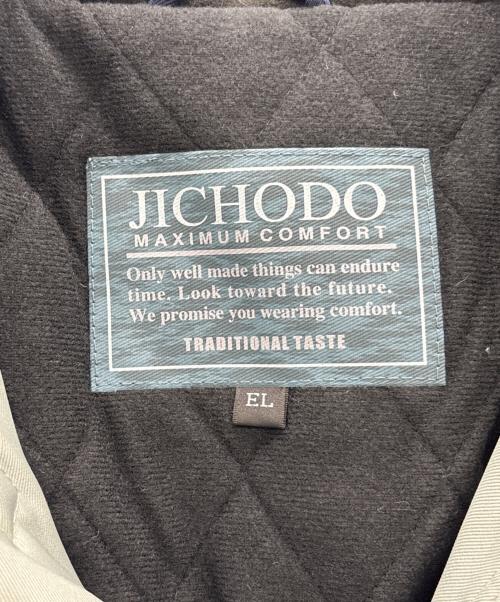 JICHODO
MAXIMUM COMFORT
Only well made things can endure
time. Look toward the future.
We promise you wearing comfort.
TRADITIONAL TASTE
EL